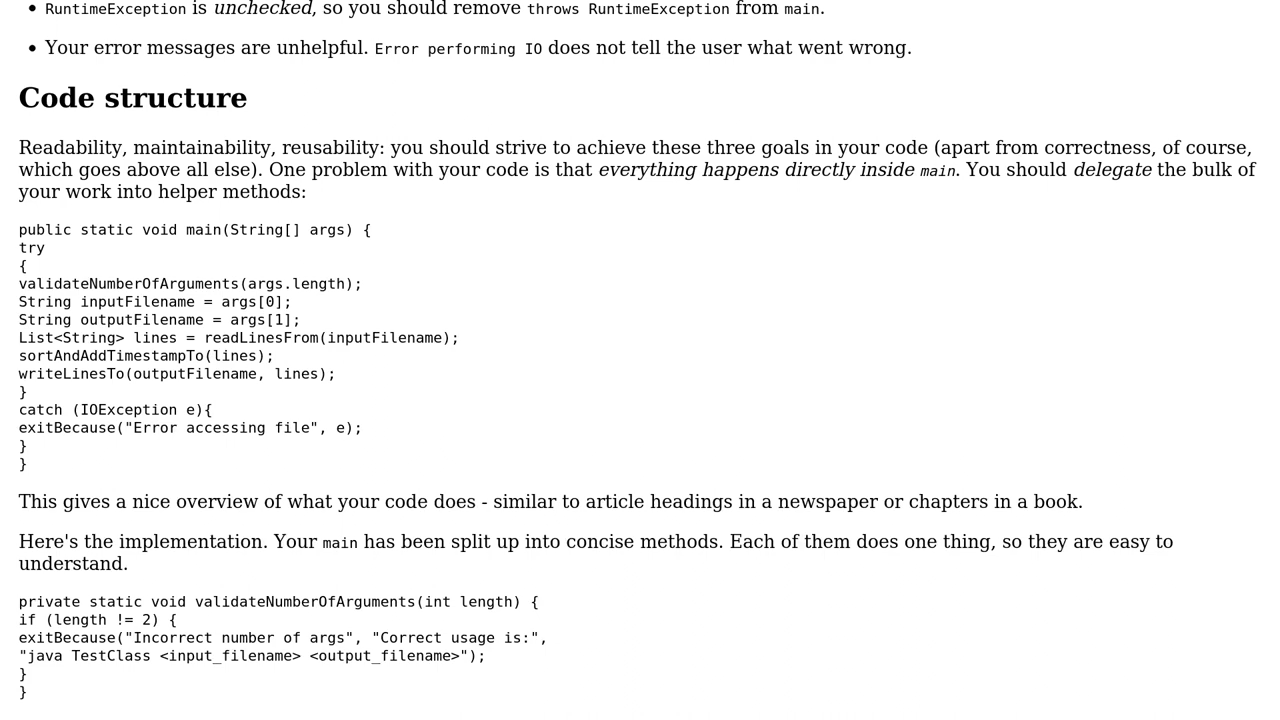 RuntimeException is unchecked, so you should remove throws RuntimeException from main.
Your error messages are unhelpful. Error performing IO does not tell the user what went wrong.
Code structure
Readability, maintainability, reusability: you should strive to achieve these three goals in your code (apart from correctness, of course,
which goes above all else). One problem with your code is that everything happens directly inside main. You should delegate the bulk of
your work into helper methods:
public static void main(String[] args) {
try
{
validateNumberOfArguments(args.length);
String inputFilename = args[0];
String outputFilename = args[1];
List<String> lines = readLinesFrom(inputFilename);
sortAndAddTimestampTo(lines);
writeLinesTo(outputFilename, lines);
}
catch (IOException e){
exitBecause("Error accessing file", e);
}
}
This gives a nice overview of what your code does - similar to article headings in a newspaper or chapters in a book.
Here's the implementation. Your main has been split up into concise methods. Each of them does one thing, so they are easy to
understand.
private static void validateNumberOfArguments(int length) {
if (length != 2) {
exitBecause("Incorrect number of args", "Correct usage is:",
"java TestClass <input_filename> <output_filename>");
}
}